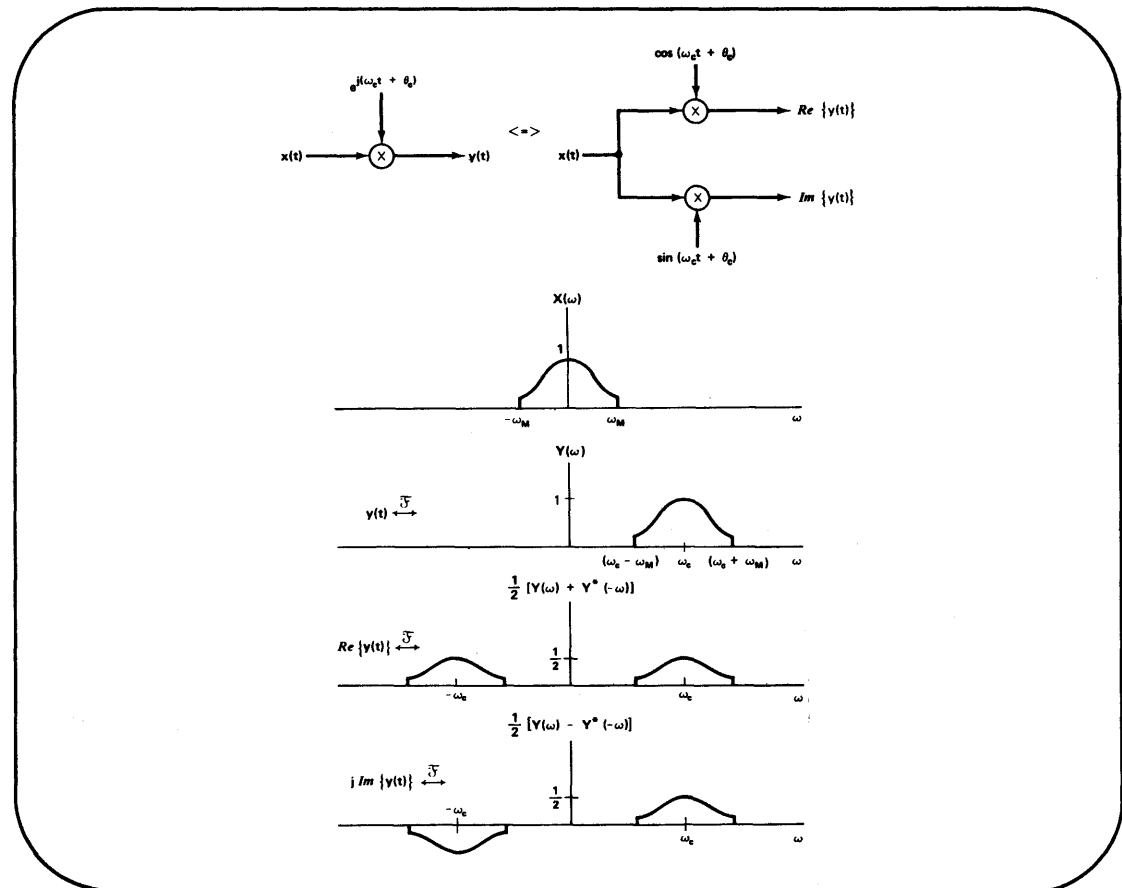 cos (ω_c t + θ_c)
e^j(ω_c t + θ_c)
Re {y(t)}
x(t) × y(t)
<=>
x(t)
×
×
Im {y(t)}
sin (ω_c t + θ_c)
X(ω)
1
-ω_M ω_M ω
Y(ω)
y(t) ℱ ⟷
1
(ω_c - ω_M) ω_c (ω_c + ω_M) ω
1/2 [Y(ω) + Y* (-ω)]
Re {y(t)} ℱ ⟷
1/2
-ω_c ω_c ω
1/2 [Y(ω) - Y* (-ω)]
j Im {y(t)} ℱ ⟷
-ω_c
1/2
ω_c ω